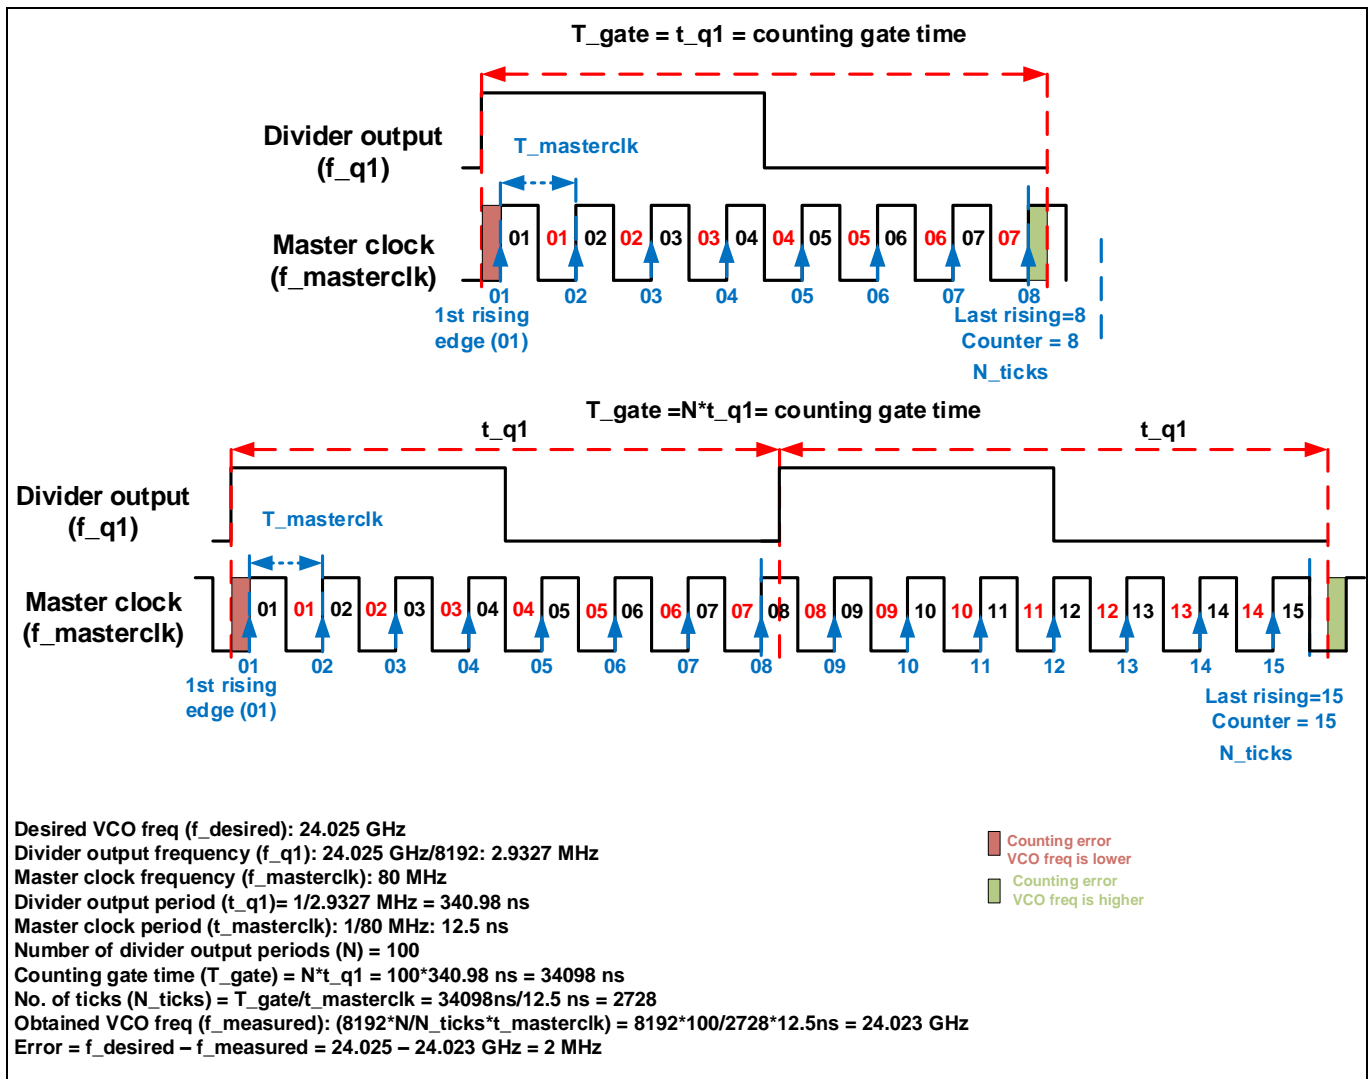 T_gate = t_q1 = counting gate time
Divider output
(f_q1)
T_masterclk
Master clock
(f_masterclk)
01 01 02 02 03 03 04 04 05 05 06 06 07 07
01 02 03 04 05 06 07 08
1st rising
edge (01)
Last rising=8
Counter = 8
N_ticks
T_gate =N*t_q1= counting gate time
t_q1 t_q1
Divider output
(f_q1)
T_masterclk
Master clock
(f_masterclk)
01 01 02 02 03 03 04 04 05 05 06 06 07 07 08 08 09 09 10 10 11 11 12 12 13 13 14 14 15
01 02 03 04 05 06 07 08 09 10 11 12 13 14 15
1st rising
edge (01)
Last rising=15
Counter = 15
N_ticks
Desired VCO freq (f_desired): 24.025 GHz
Divider output frequency (f_q1): 24.025 GHz/8192: 2.9327 MHz
Master clock frequency (f_masterclk): 80 MHz
Divider output period (t_q1)= 1/2.9327 MHz = 340.98 ns
Master clock period (t_masterclk): 1/80 MHz: 12.5 ns
Number of divider output periods (N) = 100
Counting gate time (T_gate) = N*t_q1 = 100*340.98 ns = 34098 ns
No. of ticks (N_ticks) = T_gate/t_masterclk = 34098ns/12.5 ns = 2728
Obtained VCO freq (f_measured): (8192*N/N_ticks*t_masterclk) = 8192*100/2728*12.5ns = 24.023 GHz
Error = f_desired – f_measured = 24.025 – 24.023 GHz = 2 MHz
Counting error
VCO freq is lower
Counting error
VCO freq is higher